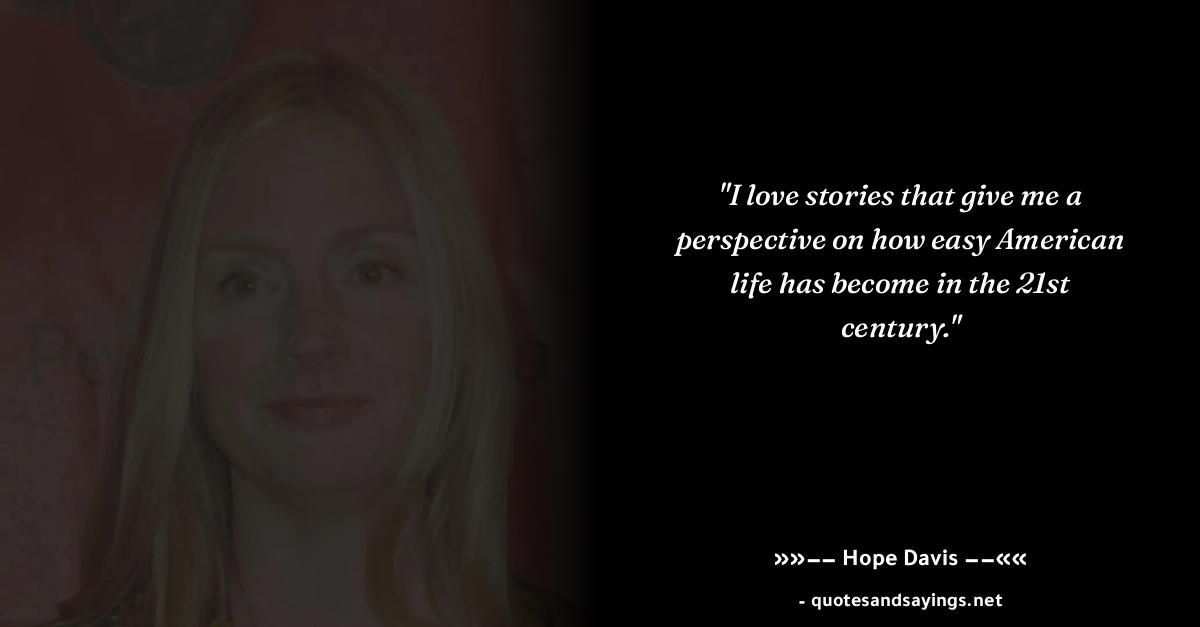 "I love stories that give me a
perspective on how easy American
life has become in the 21st
century."
»»–– Hope Davis ––««
- quotesandsayings.net